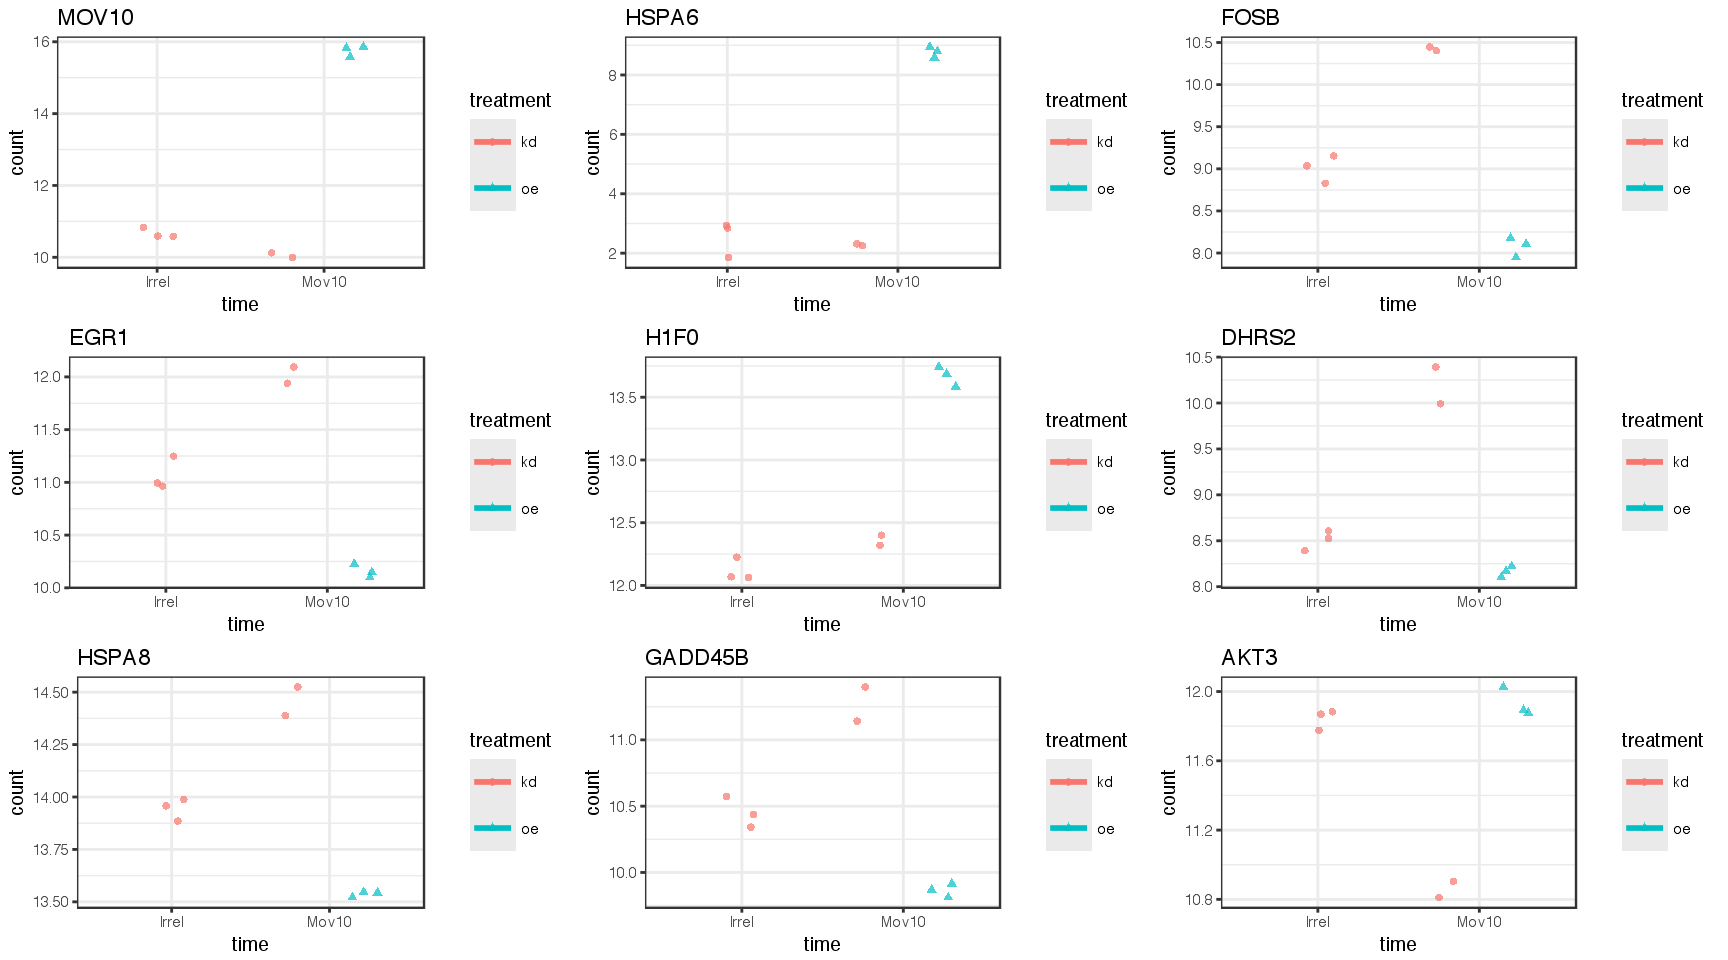 MOV10
16
14
12
10
count
Irrel
Mov10
time
treatment
kd
oe
HSPA6
8
6
4
2
count
Irrel
Mov10
time
treatment
kd
oe
FOSB
10.5
10.0
9.5
9.0
8.5
8.0
count
Irrel
Mov10
time
treatment
kd
oe
EGR1
12.0
11.5
11.0
10.5
10.0
count
Irrel
Mov10
time
treatment
kd
oe
H1F0
13.5
13.0
12.5
12.0
count
Irrel
Mov10
time
treatment
kd
oe
DHRS2
10.5
10.0
9.5
9.0
8.5
8.0
count
Irrel
Mov10
time
treatment
kd
oe
HSPA8
14.50
14.25
14.00
13.75
13.50
count
Irrel
Mov10
time
treatment
kd
oe
GADD45B
11.0
10.5
10.0
count
Irrel
Mov10
time
treatment
kd
oe
AKT3
12.0
11.6
11.2
10.8
count
Irrel
Mov10
time
treatment
kd
oe